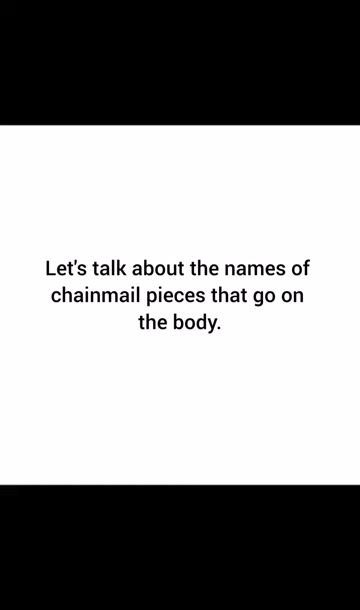 Let's talk about the names of
chainmail pieces that go on
the body.